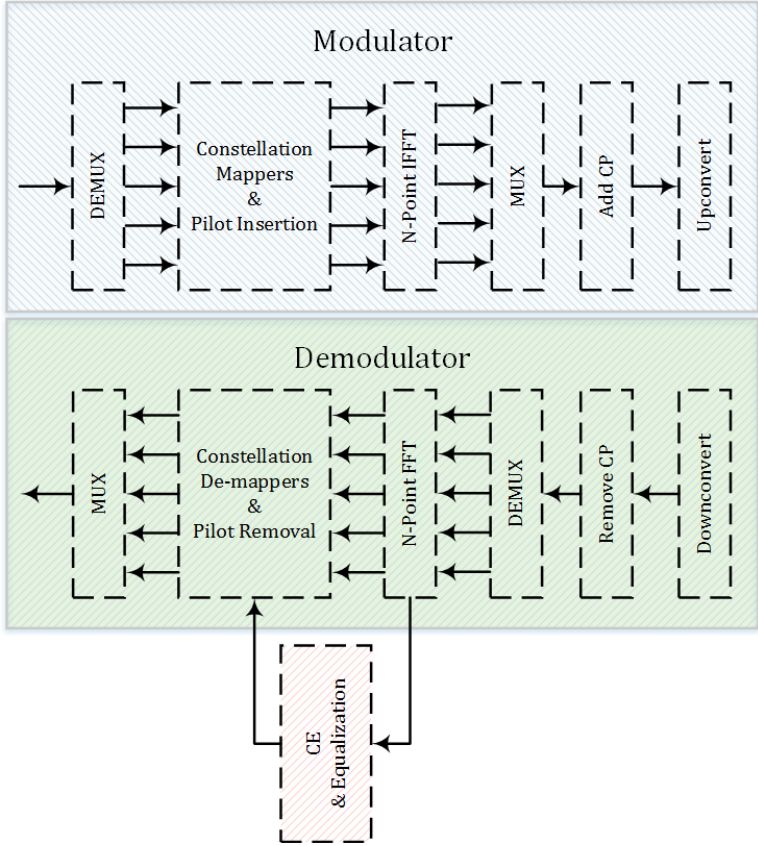 Modulator
DEMUX
Constellation
Mappers
&
Pilot Insertion
N-Point IFFT
MUX
Add CP
Upconvert
Demodulator
MUX
Constellation
De-mappers
&
Pilot Removal
N-Point FFT
DEMUX
Remove CP
Downconvert
CE
& Equalization